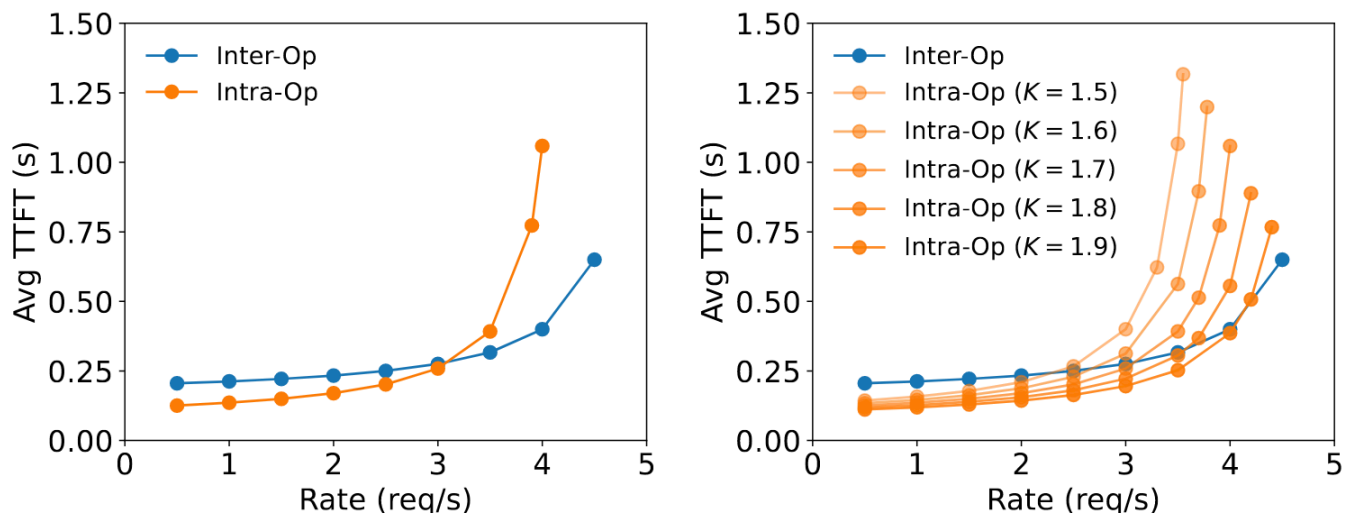 1.50
1.25
1.00
0.75
0.50
0.25
0.00
Avg TTFT (s)
Inter-Op
Intra-Op
0 1 2 3 4 5
Rate (req/s)
1.50
1.25
1.00
0.75
0.50
0.25
0.00
Avg TTFT (s)
Inter-Op
Intra-Op (K = 1.5)
Intra-Op (K = 1.6)
Intra-Op (K = 1.7)
Intra-Op (K = 1.8)
Intra-Op (K = 1.9)
0 1 2 3 4 5
Rate (req/s)